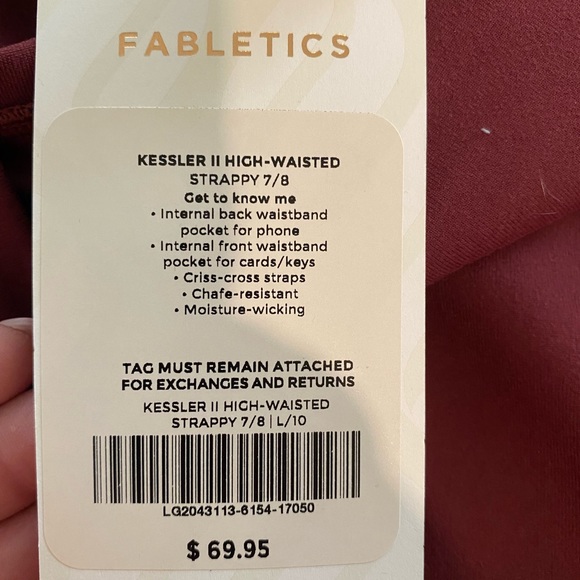 FABLETICS
KESSLER II HIGH-WAISTED
STRAPPY 7/8
Get to know me
• Internal back waistband
pocket for phone
• Internal front waistband
pocket for cards/keys
• Criss-cross straps
• Chafe-resistant
• Moisture-wicking
TAG MUST REMAIN ATTACHED
FOR EXCHANGES AND RETURNS
KESSLER II HIGH-WAISTED
STRAPPY 7/8 | L/10
LG2043113-6154-17050
$ 69.95